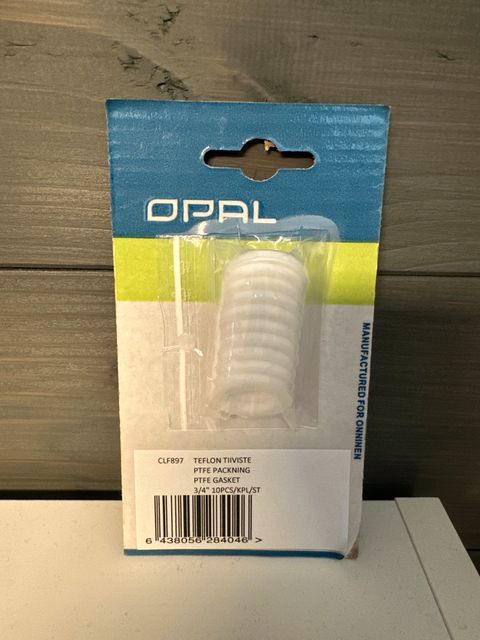 OPAL
MANUFACTURED FOR ONNINEN
CLF897 TEFLON TIIVISTE
PTFE PACKNING
PTFE GASKET
3/4" 10PCS/KPL/ST
6 438056 284046 >